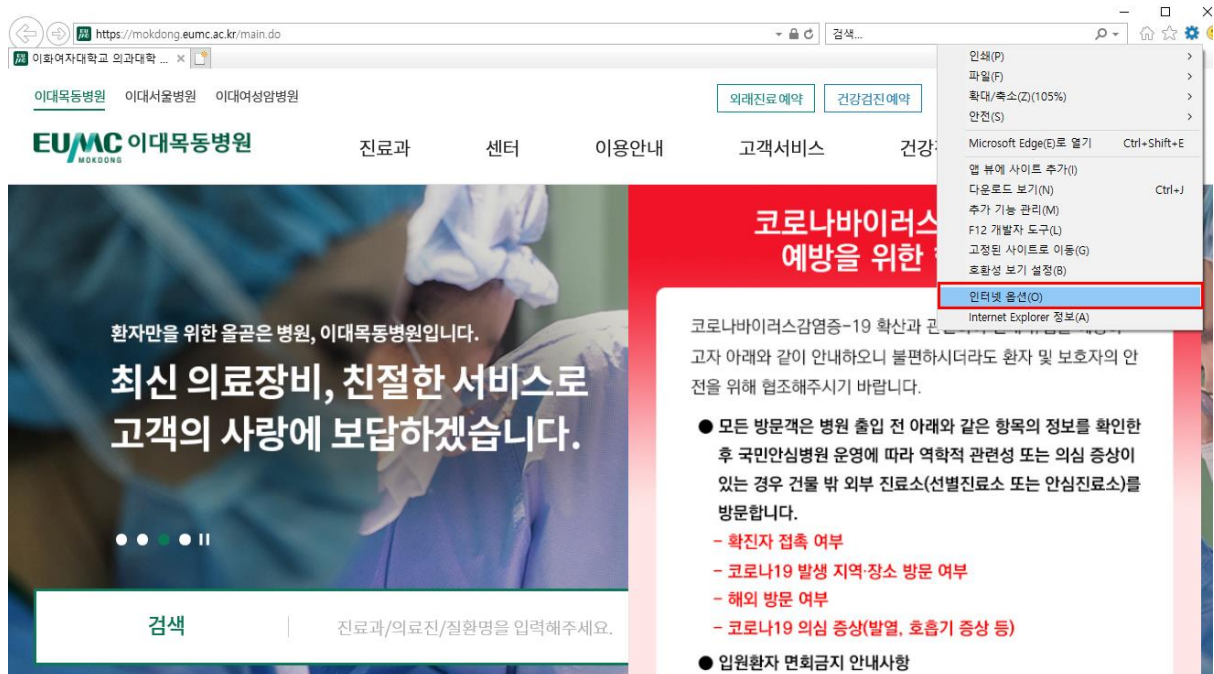 https://mokdong.eumc.ac.kr/main.do
검색...
이화여자대학교 의과대학 ...
인쇄(P)
파일(F)
확대/축소(Z)(105%)
안전(S)
Microsoft Edge(E)로 열기 Ctrl+Shift+E
앱 뷰에 사이트 추가(I)
다운로드 보기(N) Ctrl+J
추가 기능 관리(M)
F12 개발자 도구(L)
고정된 사이트로 이동(G)
호환성 보기 설정(B)
인터넷 옵션(O)
Internet Explorer 정보(A)
이대목동병원 이대서울병원 이대여성암병원
외래진료예약 건강검진예약
EUMC 이대목동병원
MOKDONG
진료과 센터 이용안내 고객서비스 건강
환자만을 위한 올곧은 병원, 이대목동병원입니다.
최신 의료장비, 친절한 서비스로
고객의 사랑에 보답하겠습니다.
검색 진료과/의료진/질환명을 입력해주세요.
코로나바이러스
예방을 위한
코로나바이러스감염증-19 확산과
고자 아래와 같이 안내하오니 불편하시더라도 환자 및 보호자의 안
전을 위해 협조해주시기 바랍니다.
● 모든 방문객은 병원 출입 전 아래와 같은 항목의 정보를 확인한
후 국민안심병원 운영에 따라 역학적 관련성 또는 의심 증상이
있는 경우 건물 밖 외부 진료소(선별진료소 또는 안심진료소)를
방문합니다.
- 확진자 접촉 여부
- 코로나19 발생 지역·장소 방문 여부
- 해외 방문 여부
- 코로나19 의심 증상(발열, 호흡기 증상 등)
● 입원환자 면회금지 안내사항